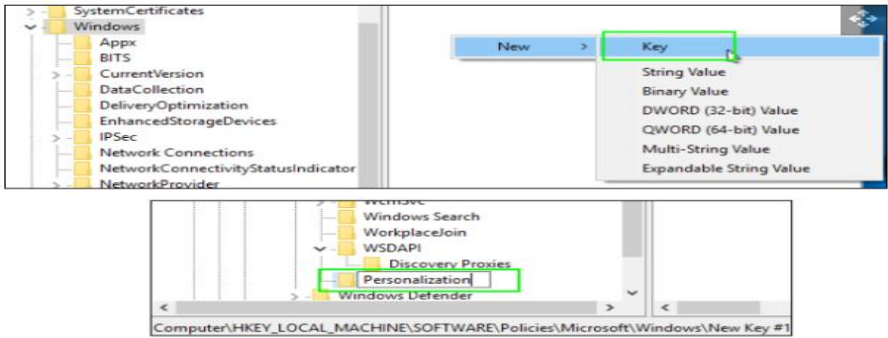 SystemCertificates
Windows
Appx
BITS
CurrentVersion
DataCollection
DeliveryOptimization
EnhancedStorageDevices
IPSec
Network Connections
NetworkConnectivityStatusIndicator
NetworkProvider
New >
Key
String Value
Binary Value
DWORD (32-bit) Value
QWORD (64-bit) Value
Multi-String Value
Expandable String Value
WcmSvc
Windows Search
WorkplaceJoin
WSDAPI
Discovery Proxies
Personalization
Windows Defender
Computer\HKEY_LOCAL_MACHINE\SOFTWARE\Policies\Microsoft\Windows\New Key #1